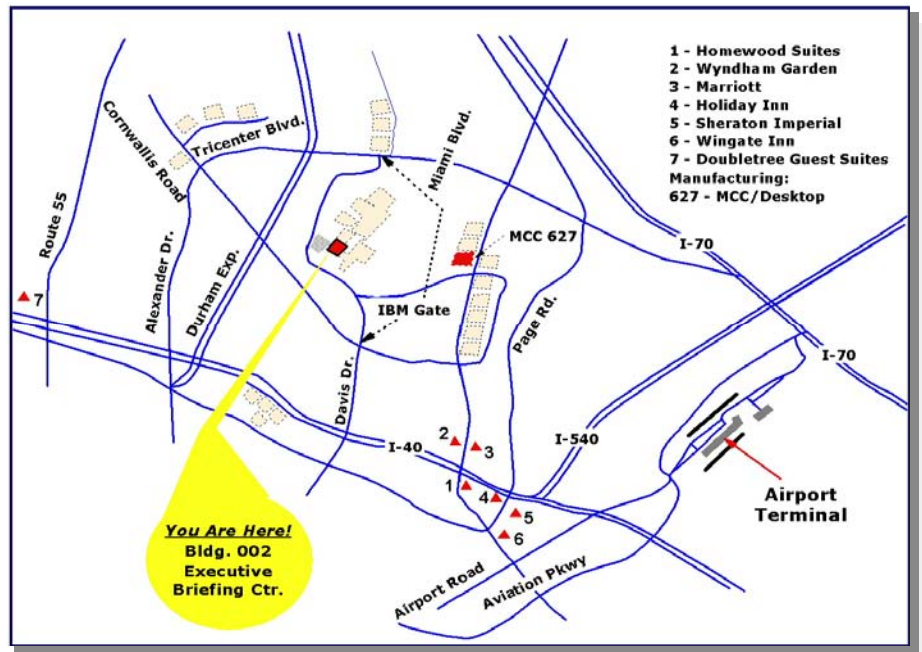 1 - Homewood Suites
2 - Wyndham Garden
3 - Marriott
4 - Holiday Inn
5 - Sheraton Imperial
6 - Wingate Inn
7 - Doubletree Guest Suites
Manufacturing:
627 - MCC/Desktop
Cornwallis Road
Tricenter Blvd.
Miami Blvd.
Route 55
Alexander Dr.
Durham Exp.
MCC 627
I-70
IBM Gate
Page Rd.
7
Davis Dr.
I-70
2
3
I-40
I-540
1
4
5
6
Airport
Terminal
You Are Here!
Bldg. 002
Executive
Briefing Ctr.
Airport Road
Aviation Pkwy